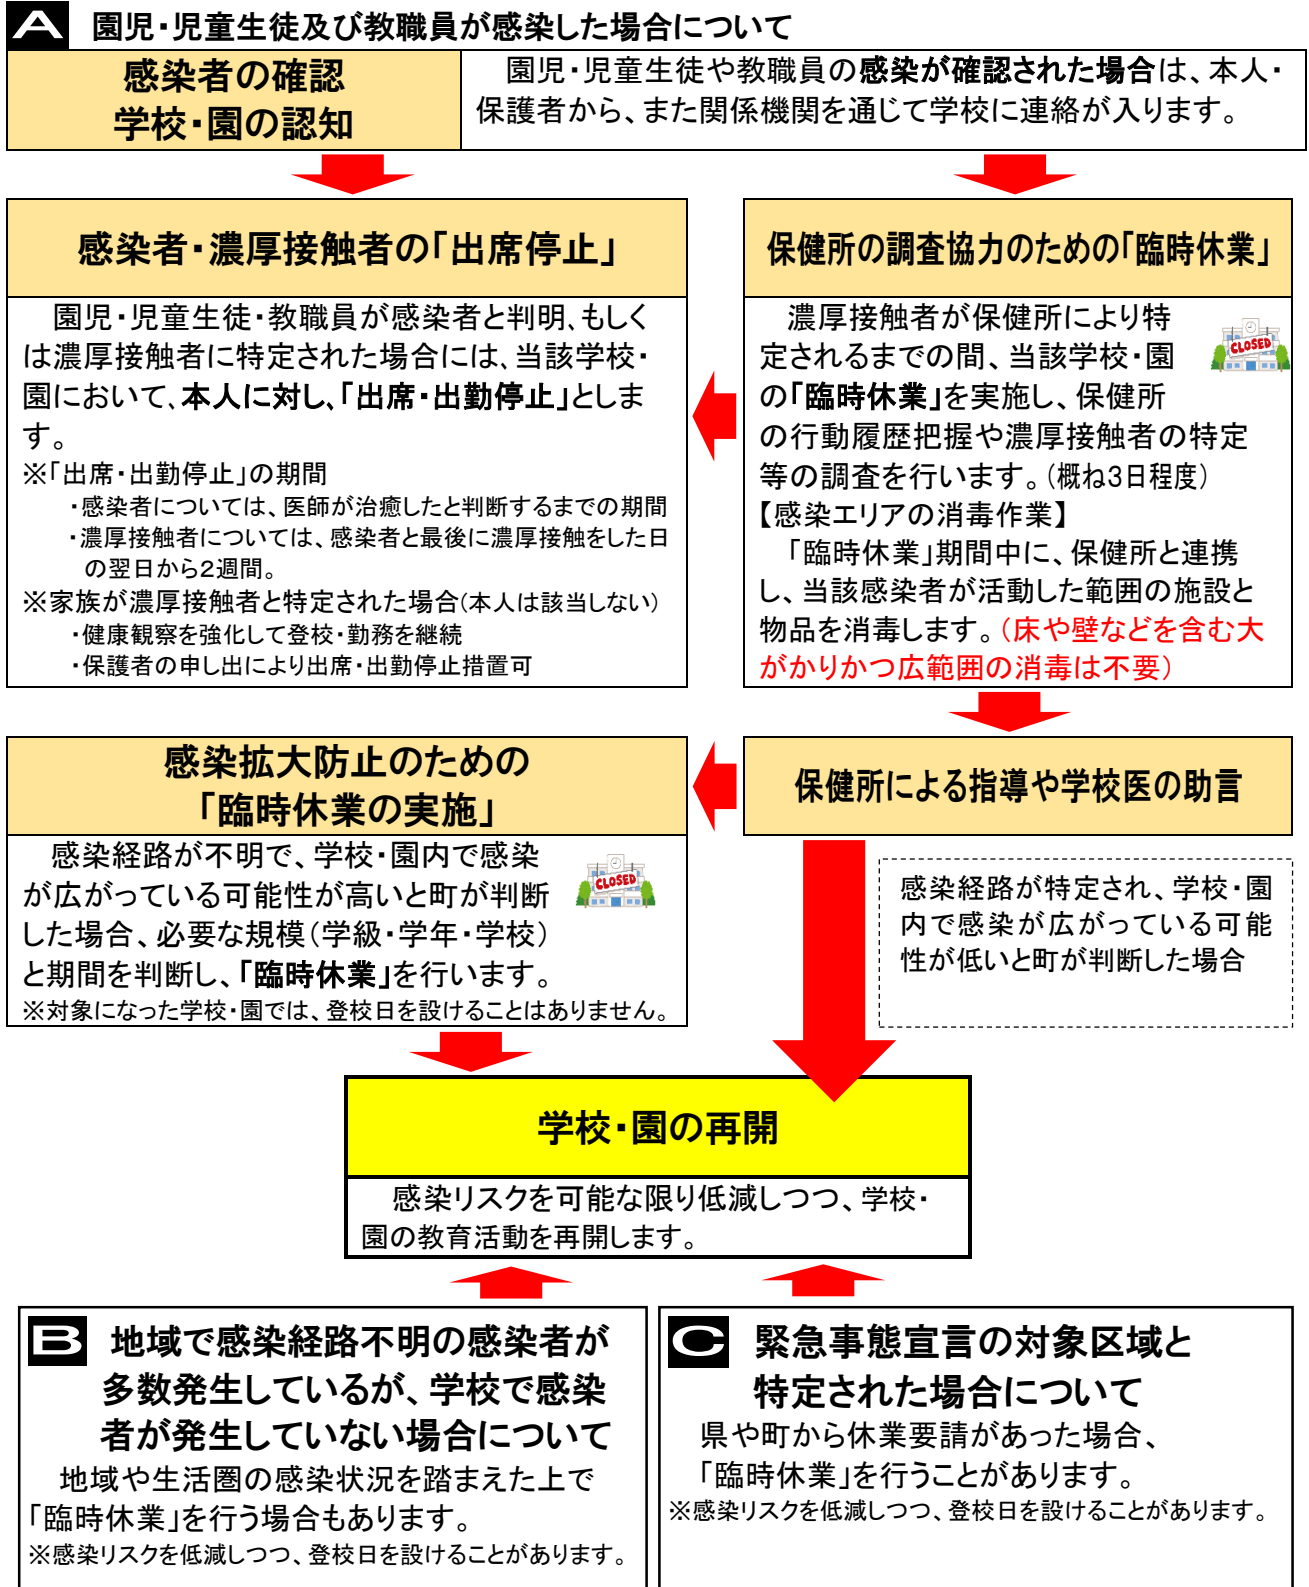 A 園児・児童生徒及び教職員が感染した場合について
感染者の確認
学校・園の認知
園児・児童生徒や教職員の感染が確認された場合は、本人・
保護者から、また関係機関を通じて学校に連絡が入ります。
感染者・濃厚接触者の「出席停止」
園児・児童生徒・教職員が感染者と判明、もしく
は濃厚接触者に特定された場合には、当該学校・
園において、本人に対し、「出席・出勤停止」としま
す。
※「出席・出勤停止」の期間
・感染者については、医師が治癒したと判断するまでの期間
・濃厚接触者については、感染者と最後に濃厚接触をした日
の翌日から2週間。
※家族が濃厚接触者と特定された場合(本人は該当しない)
・健康観察を強化して登校・勤務を継続
・保護者の申し出により出席・出勤停止措置可
保健所の調査協力のための「臨時休業」
濃厚接触者が保健所により特
定されるまでの間、当該学校・園
の「臨時休業」を実施し、保健所
の行動履歴把握や濃厚接触者の特定
等の調査を行います。(概ね3日程度)
【感染エリアの消毒作業】
「臨時休業」期間中に、保健所と連携
し、当該感染者が活動した範囲の施設と
物品を消毒します。(床や壁などを含む大
がかりかつ広範囲の消毒は不要)
CLOSED
感染拡大防止のための
「臨時休業の実施」
感染経路が不明で、学校・園内で感染
が広がっている可能性が高いと町が判断
した場合、必要な規模(学級・学年・学校)
と期間を判断し、「臨時休業」を行います。
※対象になった学校・園では、登校日を設けることはありません。
CLOSED
保健所による指導や学校医の助言
感染経路が特定され、学校・園
内で感染が広がっている可能
性が低いと町が判断した場合
学校・園の再開
感染リスクを可能な限り低減しつつ、学校・
園の教育活動を再開します。
B 地域で感染経路不明の感染者が
多数発生しているが、学校で感染
者が発生していない場合について
地域や生活圏の感染状況を踏まえた上で
「臨時休業」を行う場合もあります。
※感染リスクを低減しつつ、登校日を設けることがあります。
C 緊急事態宣言の対象区域と
特定された場合について
県や町から休業要請があった場合、
「臨時休業」を行うことがあります。
※感染リスクを低減しつつ、登校日を設けることがあります。